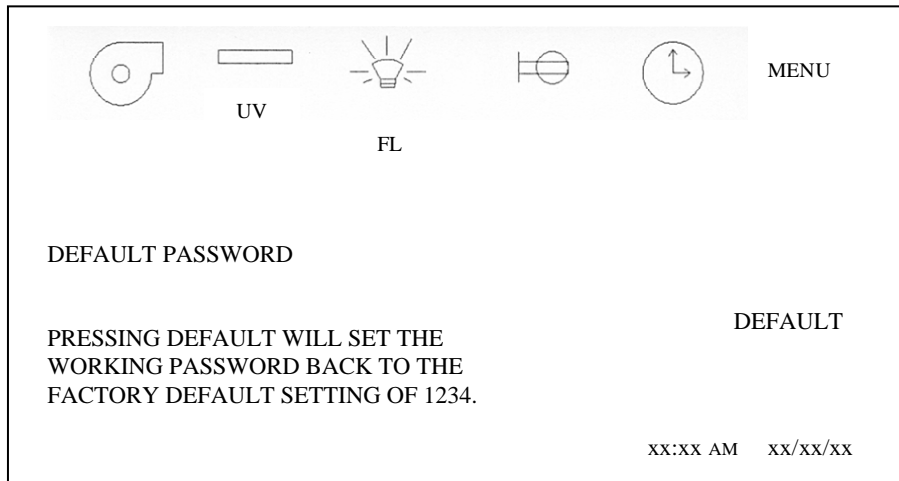 MENU
UV
FL
DEFAULT PASSWORD
DEFAULT
PRESSING DEFAULT WILL SET THE
WORKING PASSWORD BACK TO THE
FACTORY DEFAULT SETTING OF 1234.
xx:xx AM xx/xx/xx